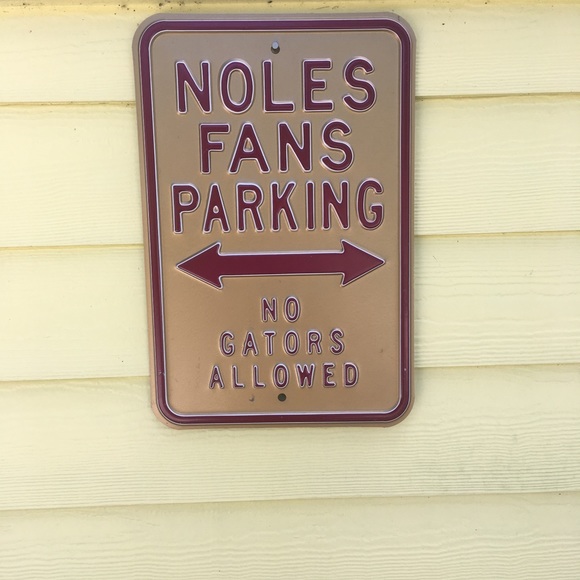 NOLES
FANS
PARKING
NO
GATORS
ALLOWED